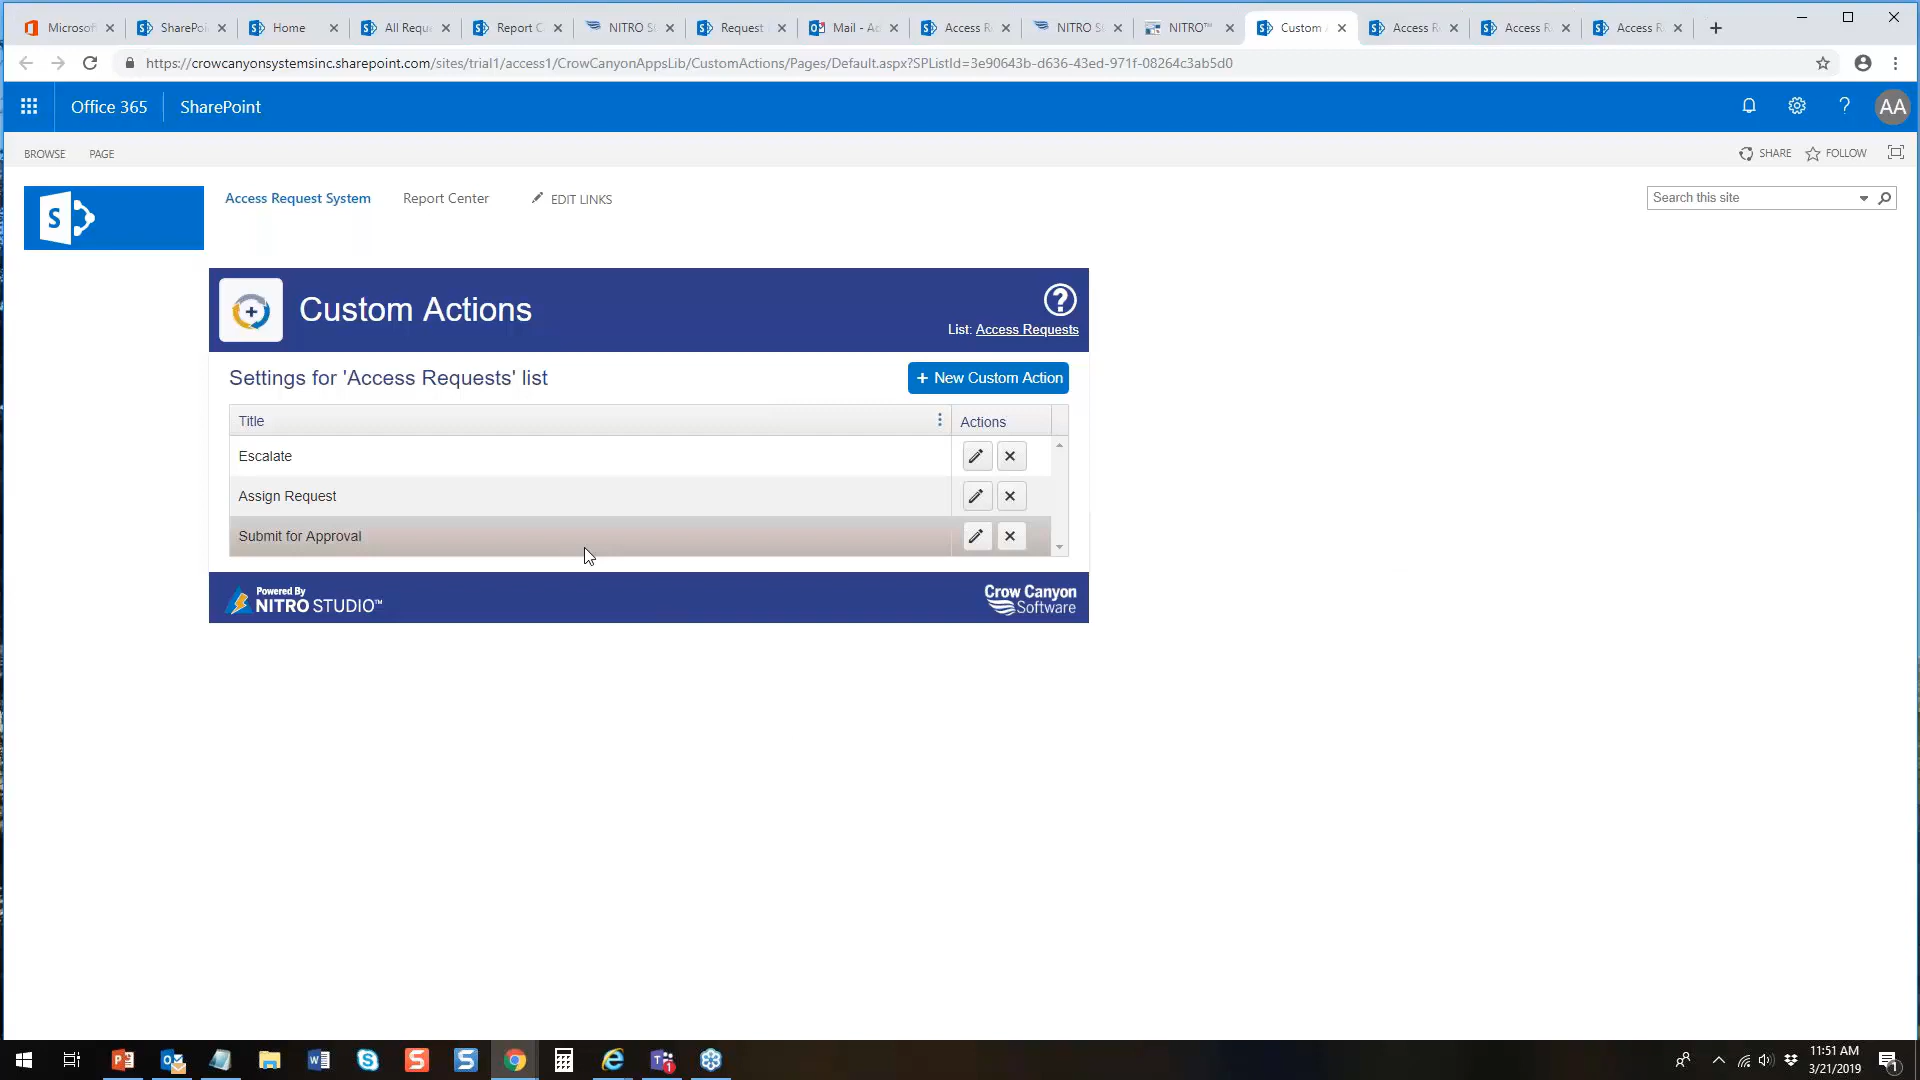 Microsof
SharePoi
Home
All Reque
Report C
NITRO S
Request
Mail - Ad
Access R
NITRO S
NITRO™
Custom
Access R
Access R
Access R
https://crowcanyonsystemsinc.sharepoint.com/sites/trial1/access1/CrowCanyonAppsLib/CustomActions/Pages/Default.aspx?SPListId=3e90643b-d636-43ed-971f-08264c3ab5d0
Office 365
SharePoint
AA
BROWSE
PAGE
SHARE
FOLLOW
Access Request System
Report Center
EDIT LINKS
Search this site
Custom Actions
List: Access Requests
Settings for 'Access Requests' list
+ New Custom Action
Title
Actions
Escalate
Assign Request
Submit for Approval
Powered By
NITRO STUDIO™
Crow Canyon
Software
11:51 AM
3/21/2019